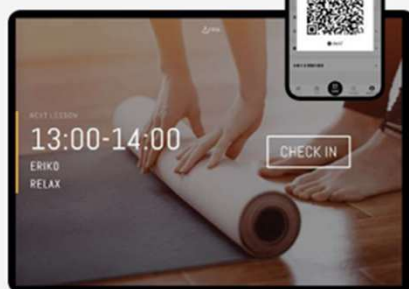 NEXT LESSON
13:00-14:00
ERIKO
RELAX
CHECK IN